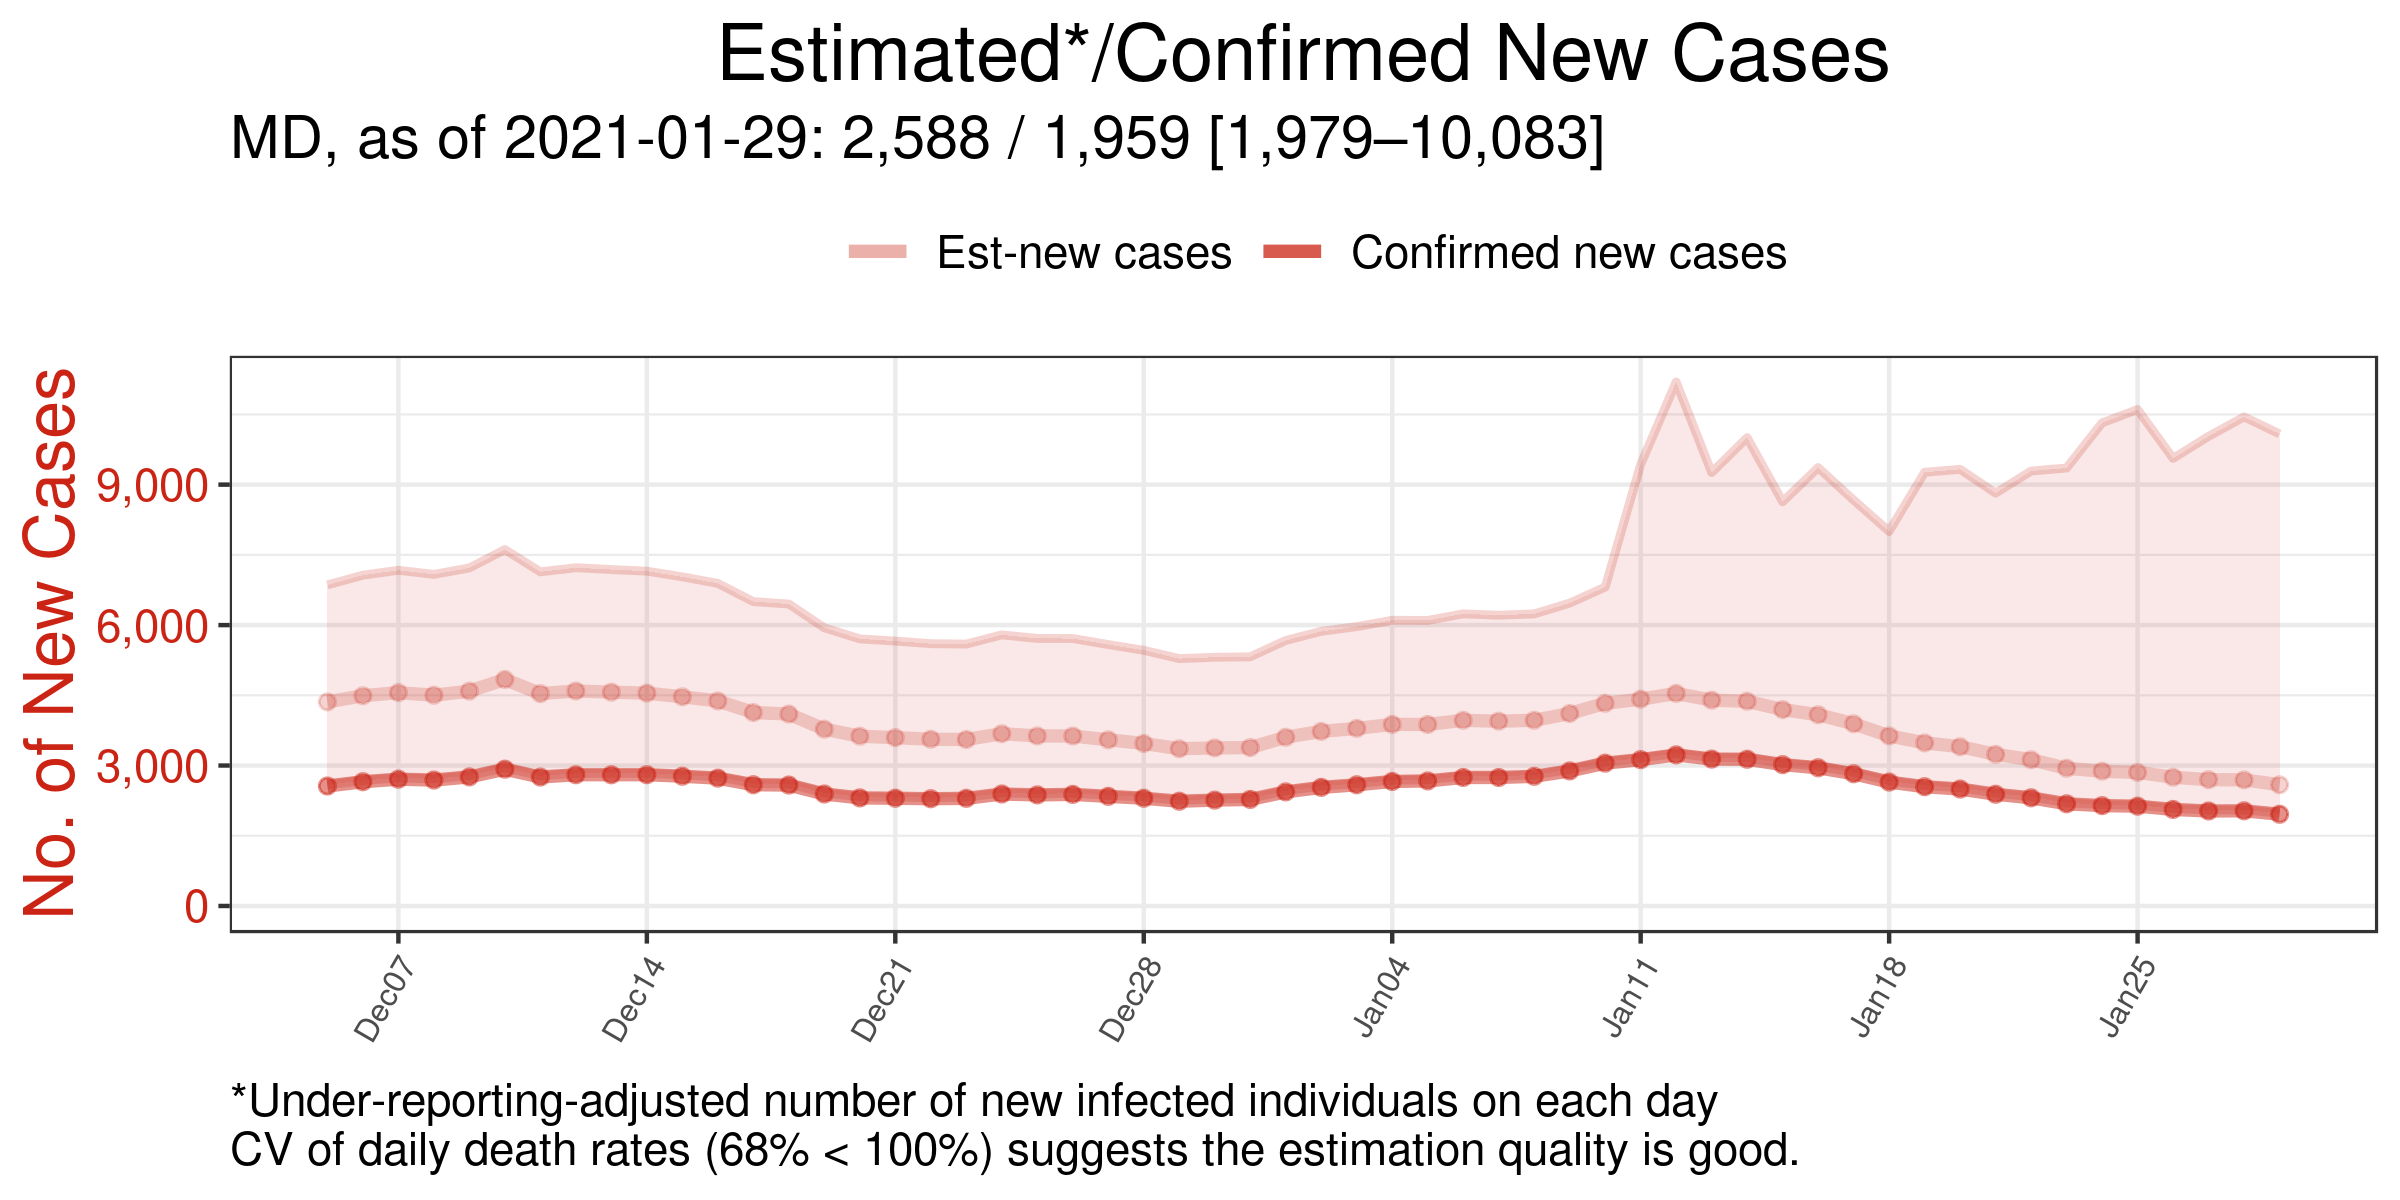 Estimated*/Confirmed New Cases
MD, as of 2021-01-29: 2,588 / 1,959 [1,979–10,083]
Est-new cases
Confirmed new cases
No. of New Cases
9,000
6,000
3,000
0
Dec07
Dec14
Dec21
Dec28
Jan04
Jan11
Jan18
Jan25
*Under-reporting-adjusted number of new infected individuals on each day
CV of daily death rates (68% < 100%) suggests the estimation quality is good.